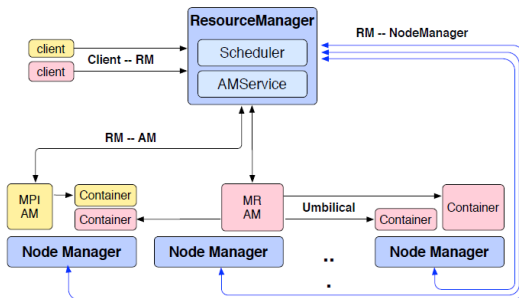 ResourceManager
RM -- NodeManager
client
Client -- RM
client
Scheduler
AMService
RM -- AM
MPI
AM
Container
Container
MR
AM
Umbilical
Container
Container
Node Manager
Node Manager
..
.
Node Manager